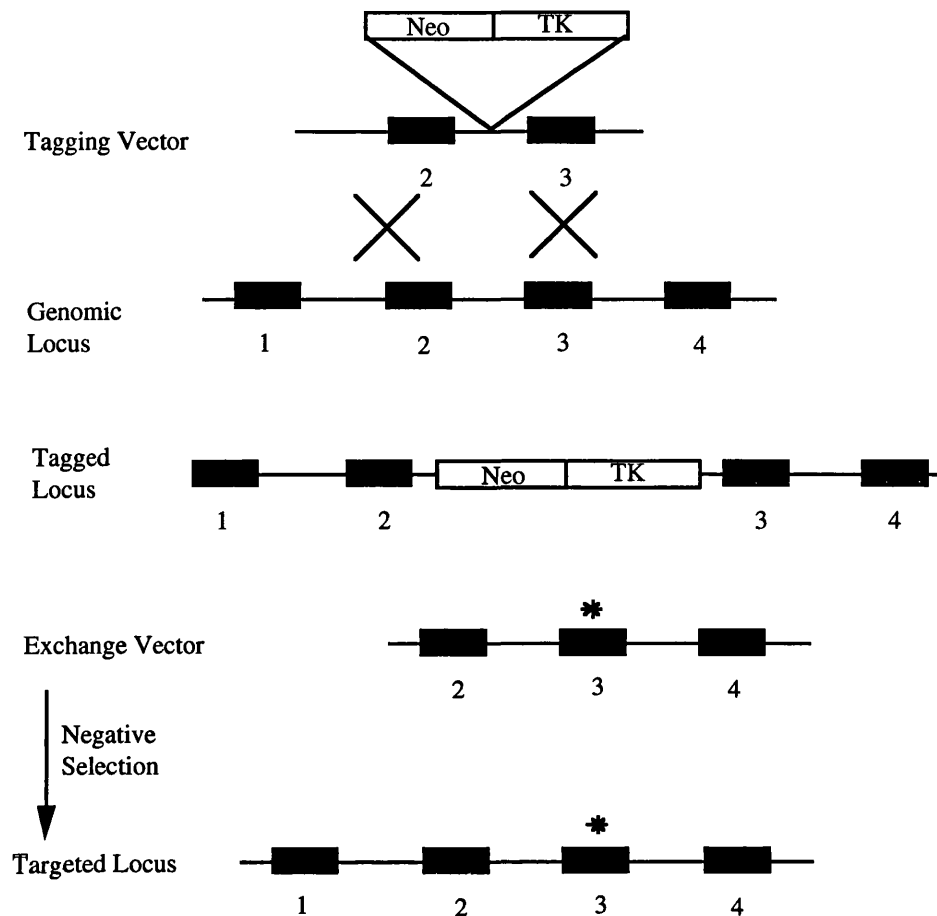 Neo TK
Tagging Vector
2 3
Genomic
Locus
1 2 3 4
Tagged
Locus
Neo TK
1 2 3 4
*
Exchange Vector
2 3 4
Negative
Selection
*
Targeted Locus
1 2 3 4